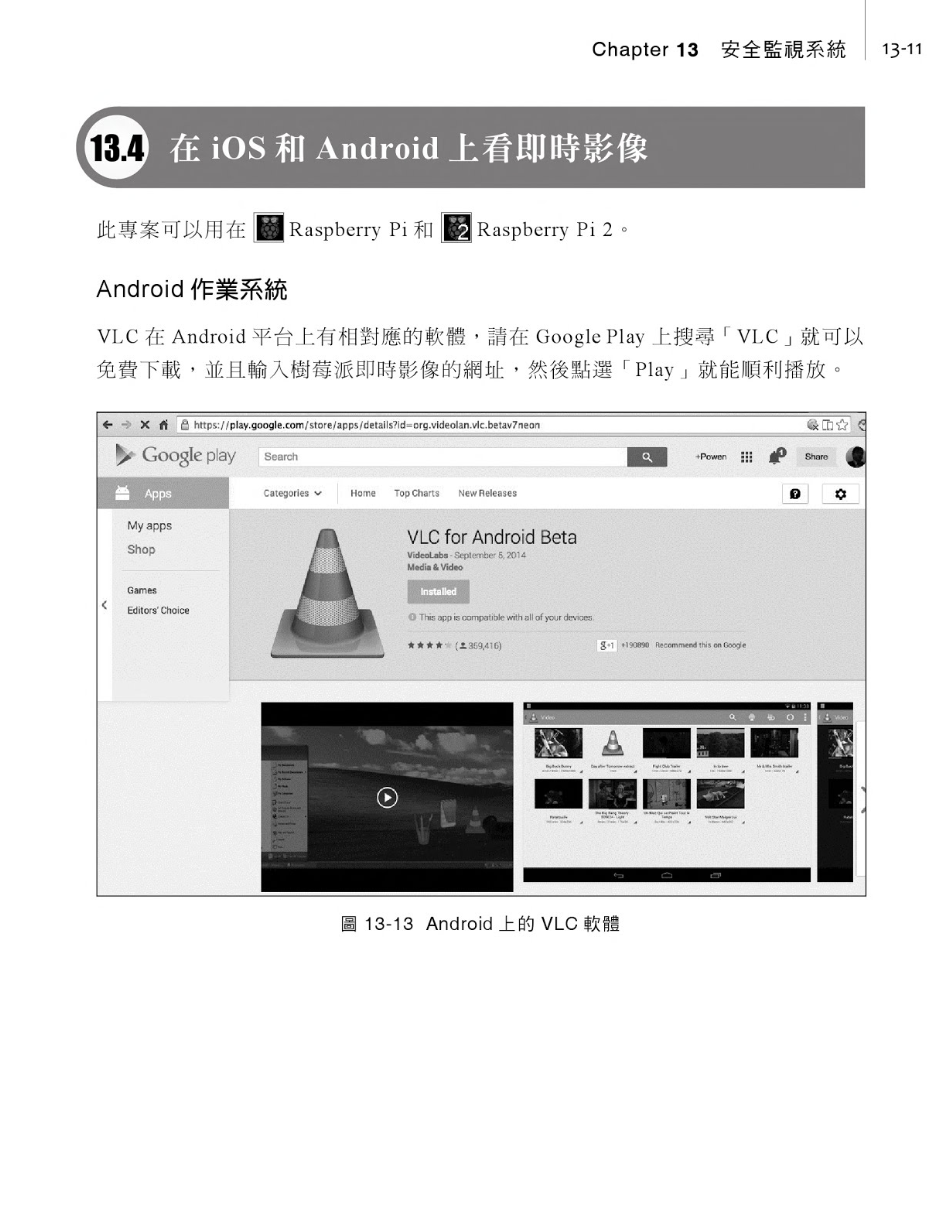 Chapter 13 安全監視系統 13-11
13.4 在 iOS 和 Android 上看即時影像
此專案可以用在 Raspberry Pi 和 2 Raspberry Pi 2。
Android 作業系統
VLC 在 Android 平台上有相對應的軟體，請在 Google Play 上搜尋「VLC」就可以
免費下載，並且輸入樹莓派即時影像的網址，然後點選「Play」就能順利播放。
https://play.google.com/store/apps/details?id=org.videolan.vlc.betav7neon
Google play Search +Power Share
Apps Categories Home Top Charts New Releases
My apps
Shop
Games
Editors' Choice
VLC for Android Beta
VideoLabs - September 5, 2014
Media & Video
Installed
This app is compatible with all of your devices.
g+1 Recommend this on Google
Video
圖 13-13 Android 上的 VLC 軟體